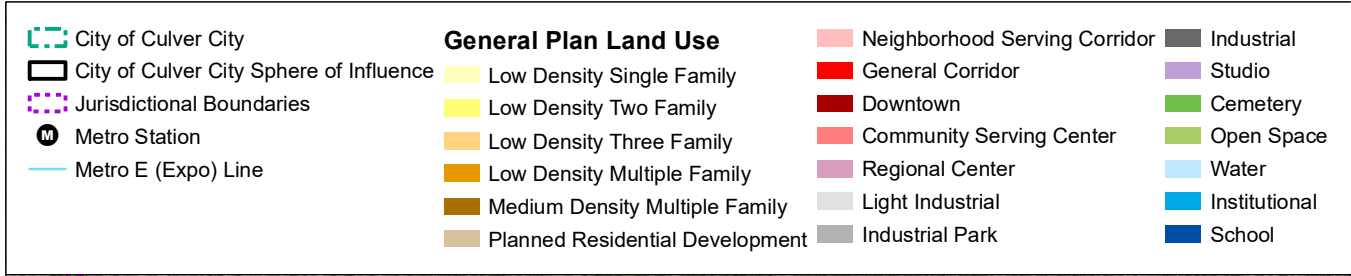 City of Culver City
City of Culver City Sphere of Influence
Jurisdictional Boundaries
M Metro Station
Metro E (Expo) Line
General Plan Land Use
Low Density Single Family
Low Density Two Family
Low Density Three Family
Low Density Multiple Family
Medium Density Multiple Family
Planned Residential Development
Neighborhood Serving Corridor
General Corridor
Downtown
Community Serving Center
Regional Center
Light Industrial
Industrial Park
Industrial
Studio
Cemetery
Open Space
Water
Institutional
School